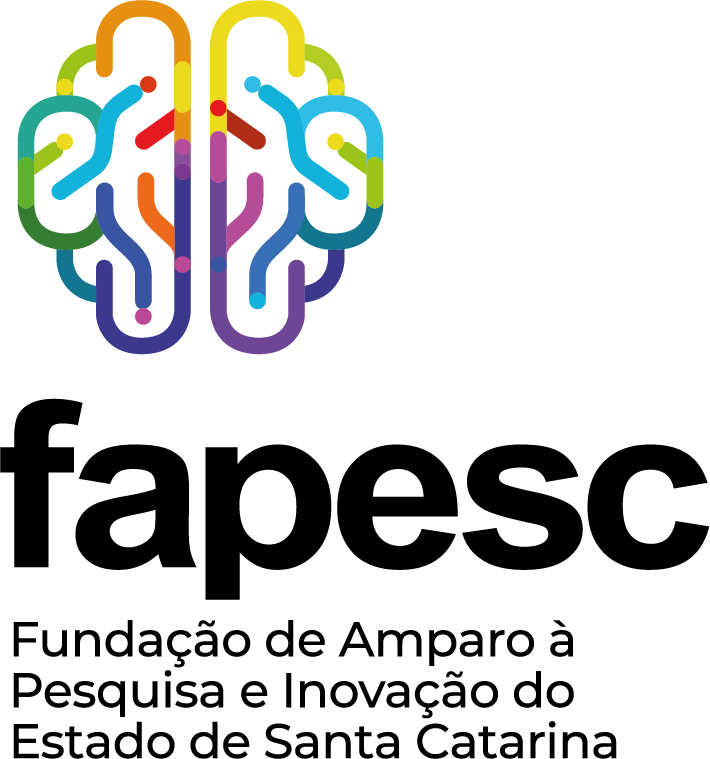 fapesc
Fundação de Amparo à
Pesquisa e Inovação do
Estado de Santa Catarina